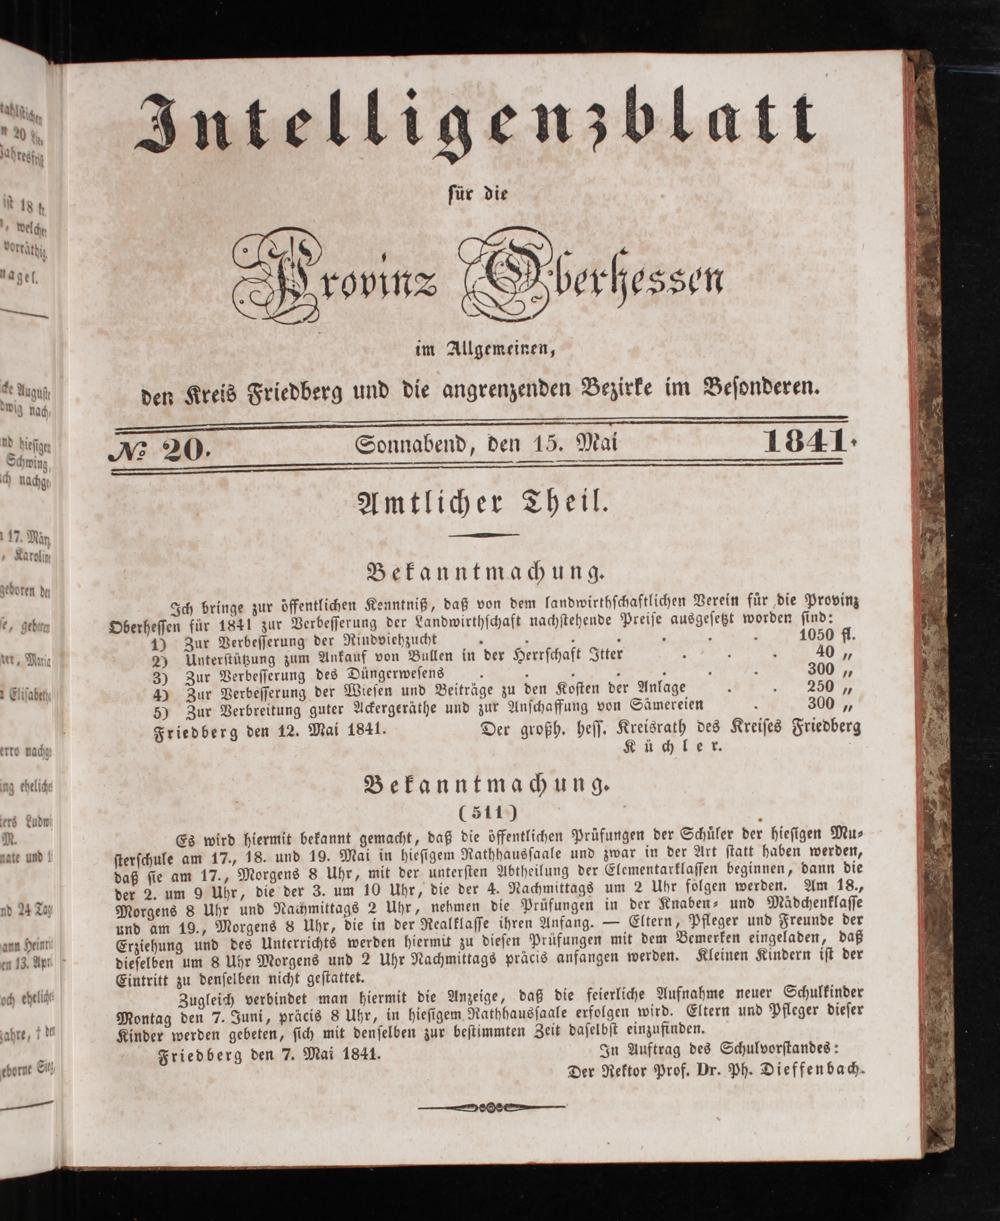 Intelligenzblatt
für die
Provinz Oberhessen
im Allgemeinen,
den Kreis Friedberg und die angrenzenden Bezirke im Besonderen.
№ 20.
Sonnabend, den 15. Mai
1841.
Amtlicher Theil.
Bekanntmachung.
Ich bringe zur öffentlichen Kenntniß, daß von dem landwirthschaftlichen Verein für die Provinz
Oberhessen für 1841 zur Verbesserung der Landwirthschaft nachstehende Preise ausgesetzt worden sind:
1) Zur Verbesserung der Rindviehzucht . . . . . . . 1050 fl.
2) Unterstützung zum Ankauf von Bullen in der Herrschaft Itter . . . 40 „
3) Zur Verbesserung des Düngerwesens . . . . . . . 300 „
4) Zur Verbesserung der Wiesen und Beiträge zu den Kosten der Anlage . . 250 „
5) Zur Verbreitung guter Ackergeräthe und zur Anschaffung von Sämereien . 300 „
Friedberg den 12. Mai 1841. Der großh. hess. Kreisrath des Kreises Friedberg
Küchler.
Bekanntmachung.
(511)
Es wird hiermit bekannt gemacht, daß die öffentlichen Prüfungen der Schüler der hiesigen Mu-
sterschule am 17., 18. und 19. Mai in hiesigem Rathhaussaale und zwar in der Art statt haben werden,
daß sie am 17., Morgens 8 Uhr, mit der untersten Abtheilung der Elementarklassen beginnen, dann die
der 2. um 9 Uhr, die der 3. um 10 Uhr, die der 4. Nachmittags um 2 Uhr folgen werden. Am 18.,
Morgens 8 Uhr und Nachmittags 2 Uhr, nehmen die Prüfungen in der Knaben- und Mädchenklasse
und am 19., Morgens 8 Uhr, die in der Realklasse ihren Anfang. — Eltern, Pfleger und Freunde der
Erziehung und des Unterrichts werden hiermit zu diesen Prüfungen mit dem Bemerken eingeladen, daß
dieselben um 8 Uhr Morgens und 2 Uhr Nachmittags präcis anfangen werden. Kleinen Kindern ist der
Eintritt zu denselben nicht gestattet.
Zugleich verbindet man hiermit die Anzeige, daß die feierliche Aufnahme neuer Schulkinder
Montag den 7. Juni, präcis 8 Uhr, in hiesigem Rathhaussaale erfolgen wird. Eltern und Pfleger dieser
Kinder werden gebeten, sich mit denselben zur bestimmten Zeit daselbst einzufinden.
Friedberg den 7. Mai 1841. In Auftrag des Schulvorstandes:
Der Rektor Prof. Dr. Ph. Dieffenbach.